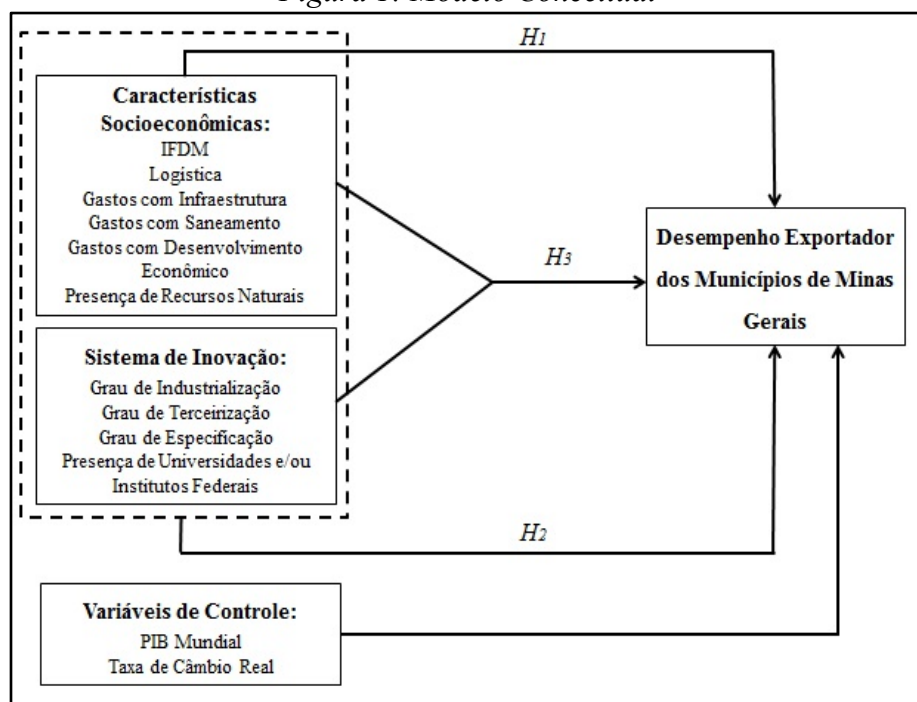 Figura 1: Modelo Conceitual
H1
Características
Socioeconômicas:
IFDM
Logística
Gastos com Infraestrutura
Gastos com Saneamento
Gastos com Desenvolvimento
Econômico
Presença de Recursos Naturais
H3
Desempenho Exportador
dos Municípios de Minas
Gerais
Sistema de Inovação:
Grau de Industrialização
Grau de Terceirização
Grau de Especificação
Presença de Universidades e/ou
Institutos Federais
H2
Variáveis de Controle:
PIB Mundial
Taxa de Câmbio Real